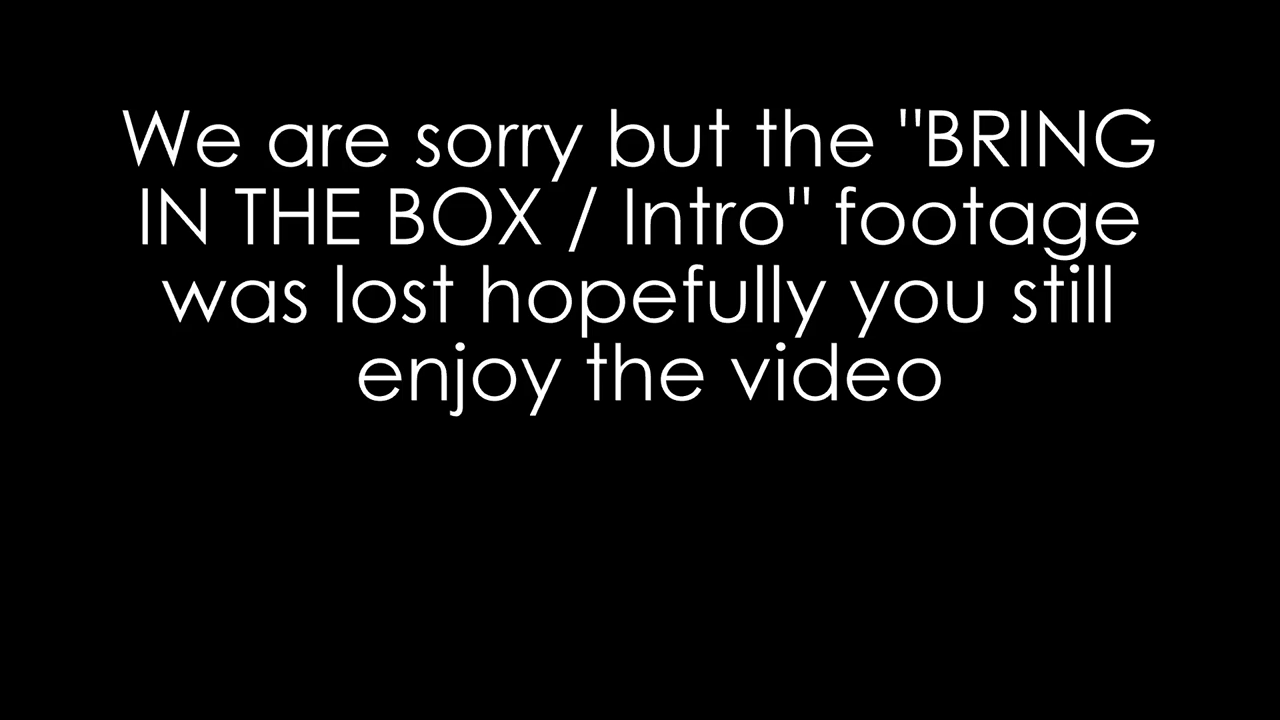 We are sorry but the "BRING
IN THE BOX / Intro" footage
was lost hopefully you still
enjoy the video